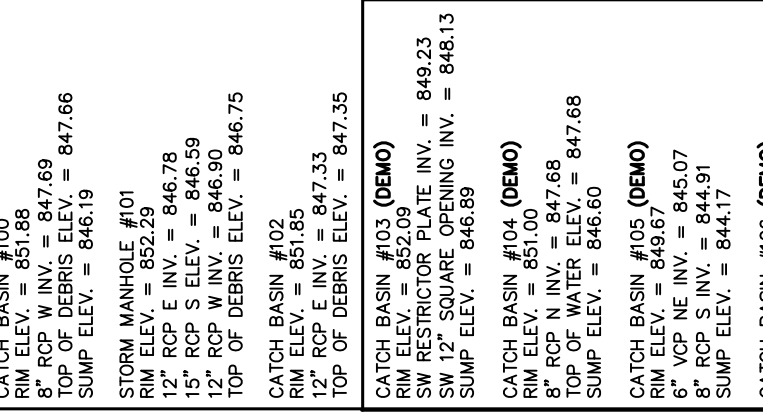 CATCH BASIN #100
RIM ELEV. = 851.88
8" RCP W INV. = 847.69
TOP OF DEBRIS ELEV. = 847.66
SUMP ELEV. = 846.19
STORM MANHOLE #101
RIM ELEV. = 852.29
12" RCP E INV. = 846.78
15" RCP S ELEV. = 846.59
12" RCP W INV. = 846.90
TOP OF DEBRIS ELEV. = 846.75
CATCH BASIN #102
RIM ELEV. = 851.85
12" RCP E INV. = 847.33
TOP OF DEBRIS ELEV. = 847.35
CATCH BASIN #103 (DEMO)
RIM ELEV. = 852.09
SW RESTRICTOR PLATE INV. = 849.23
SW 12" SQUARE OPENING INV. = 848.13
SUMP ELEV. = 846.89
CATCH BASIN #104 (DEMO)
RIM ELEV. = 851.00
8" RCP N INV. = 847.68
TOP OF WATER ELEV. = 847.68
SUMP ELEV. = 846.60
CATCH BASIN #105 (DEMO)
RIM ELEV. = 849.67
6" VCP NE INV. = 845.07
8" RCP S INV. = 844.91
SUMP ELEV. = 844.17
CATCH BASIN #106 (DEMO)